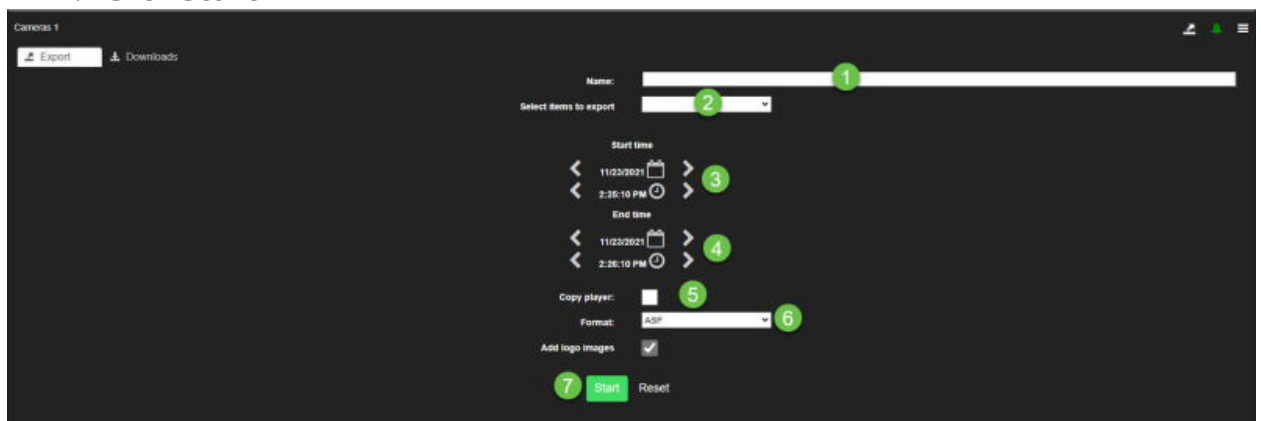 Cameras 1
Export Downloads
Name: 1
Select items to export 2
Start time
11/23/2021
2:26:10 PM 3
End time
11/23/2021
2:26:10 PM 4
Copy player: 5
Format: ASF 6
Add logo images
7 Start Reset